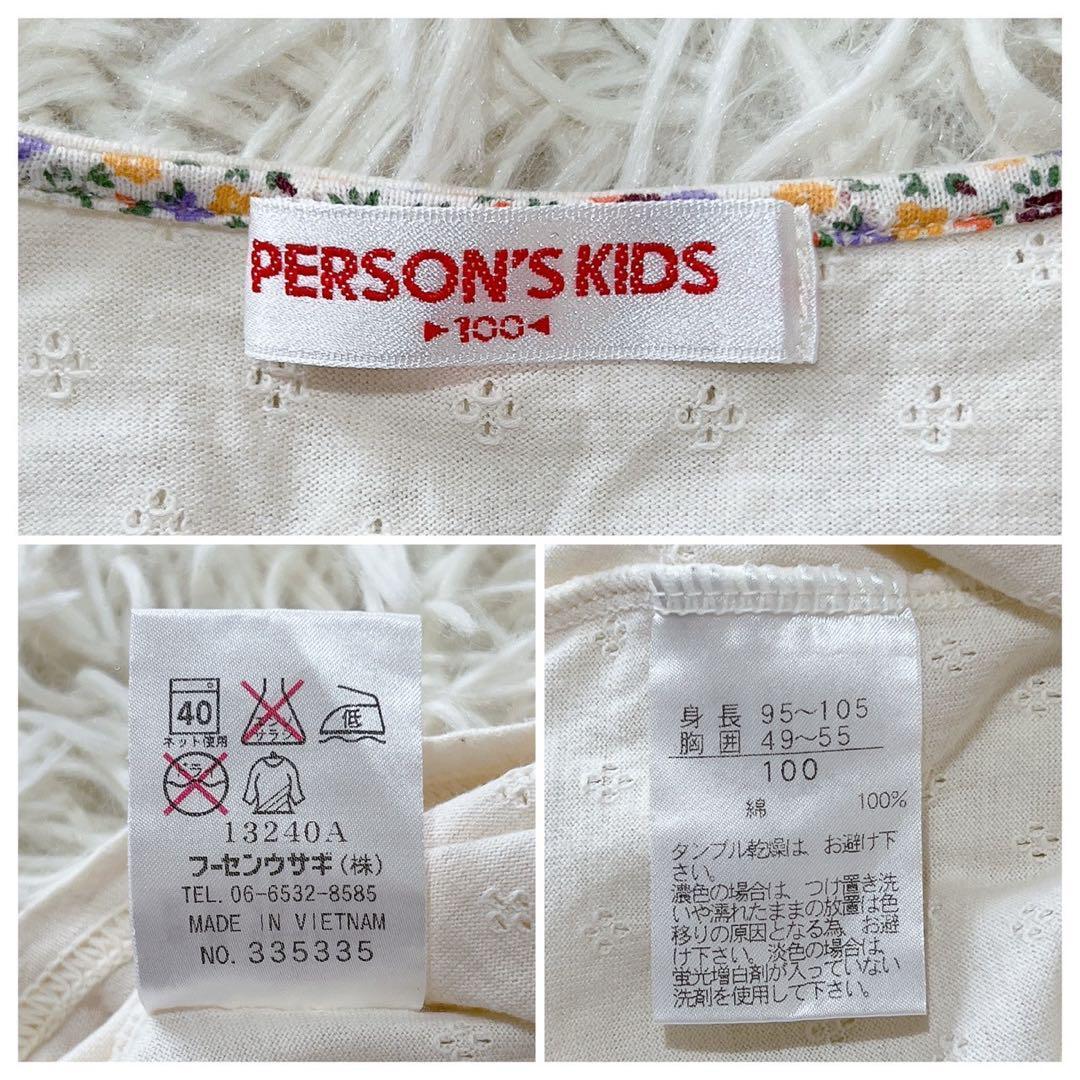 PERSON'S KIDS
100
40
ネット使用
エンソ
サラシ
低
ドライ
13240A
フーセンウサギ(株)
TEL. 06-6532-8585
MADE IN VIETNAM
NO. 335335
身長 95〜105
胸囲 49〜55
100
綿 100%
タンブル乾燥は、お避け下
さい。
濃色の場合は、つけ置き洗
いや濡れたままの放置は色
移りの原因となる為、お避
け下さい。淡色の場合は、
蛍光増白剤が入っていない
洗剤を使用して下さい。